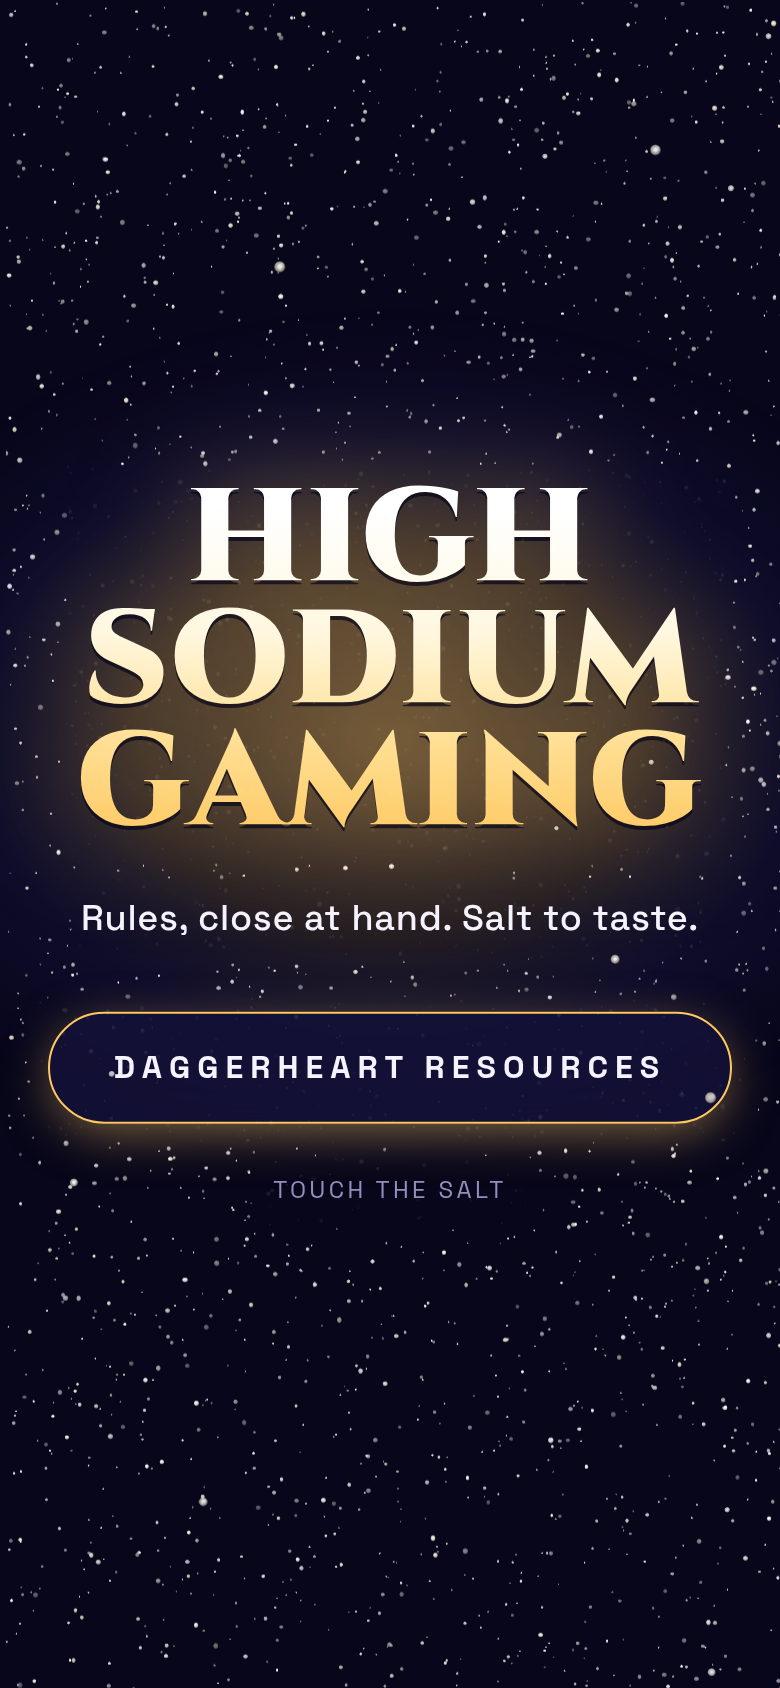 HIGH
SODIUM
GAMING
Rules, close at hand. Salt to taste.
DAGGERHEART RESOURCES
TOUCH THE SALT